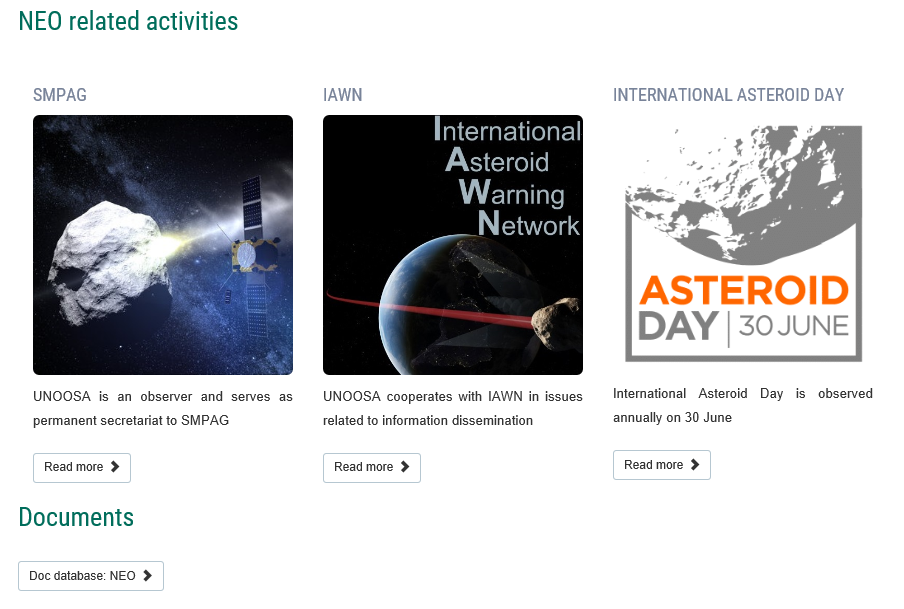 NEO related activities
SMPAG
IAWN
International
Asteroid
Warning
Network
INTERNATIONAL ASTEROID DAY
ASTEROID
DAY | 30 JUNE
UNOOSA is an observer and serves as
permanent secretariat to SMPAG
Read more
UNOOSA cooperates with IAWN in issues
related to information dissemination
Read more
International Asteroid Day is observed
annually on 30 June
Read more
Documents
Doc database: NEO